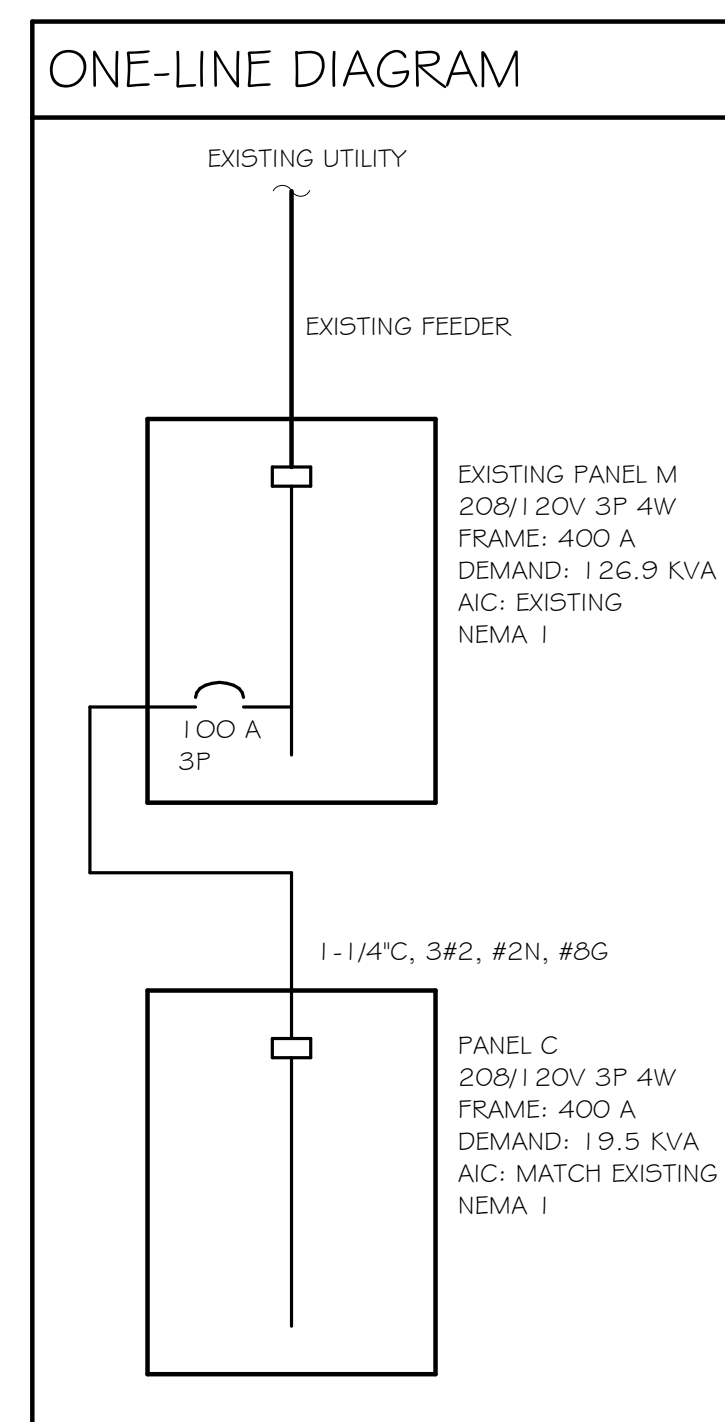 ONE-LINE DIAGRAM
EXISTING UTILITY
EXISTING FEEDER
EXISTING PANEL M
208/120V 3P 4W
FRAME: 400 A
DEMAND: 126.9 KVA
AIC: EXISTING
NEMA 1
100 A
3P
1-1/4"C, 3#2, #2N, #8G
PANEL C
208/120V 3P 4W
FRAME: 400 A
DEMAND: 19.5 KVA
AIC: MATCH EXISTING
NEMA 1